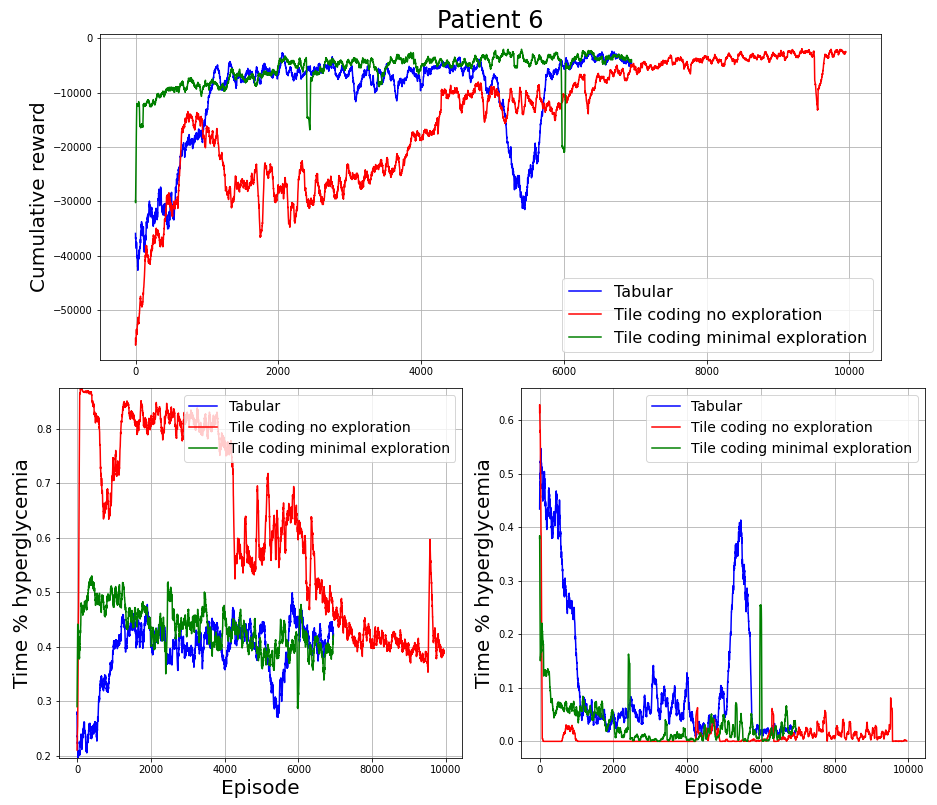 Patient 6
Cumulative reward
0
−10000
−20000
−30000
−40000
−50000
0
2000
4000
6000
8000
10000
Tabular
Tile coding no exploration
Tile coding minimal exploration
Time % hyperglycemia
0.8
0.7
0.6
0.5
0.4
0.3
0.2
0
2000
4000
6000
8000
10000
Episode
Tabular
Tile coding no exploration
Tile coding minimal exploration
Time % hyperglycemia
0.6
0.5
0.4
0.3
0.2
0.1
0.0
0
2000
4000
6000
8000
10000
Episode
Tabular
Tile coding no exploration
Tile coding minimal exploration